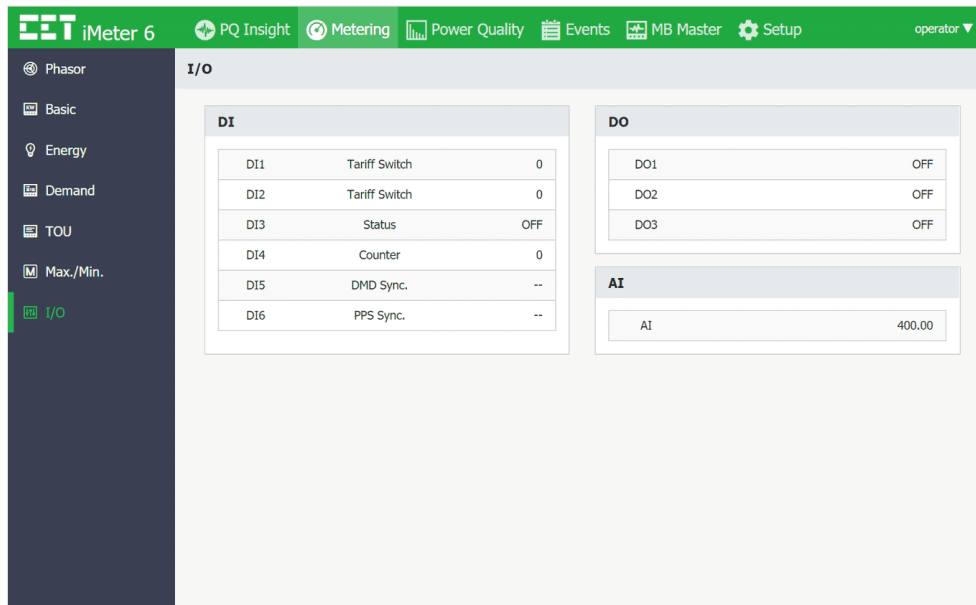 CET iMeter 6 PQ Insight Metering Power Quality Events MB Master Setup operator ▼
Phasor
Basic
Energy
Demand
TOU
Max./Min.
I/O
I/O
DI
DI1 Tariff Switch 0
DI2 Tariff Switch 0
DI3 Status OFF
DI4 Counter 0
DI5 DMD Sync. --
DI6 PPS Sync. --
DO
DO1 OFF
DO2 OFF
DO3 OFF
AI
AI 400.00